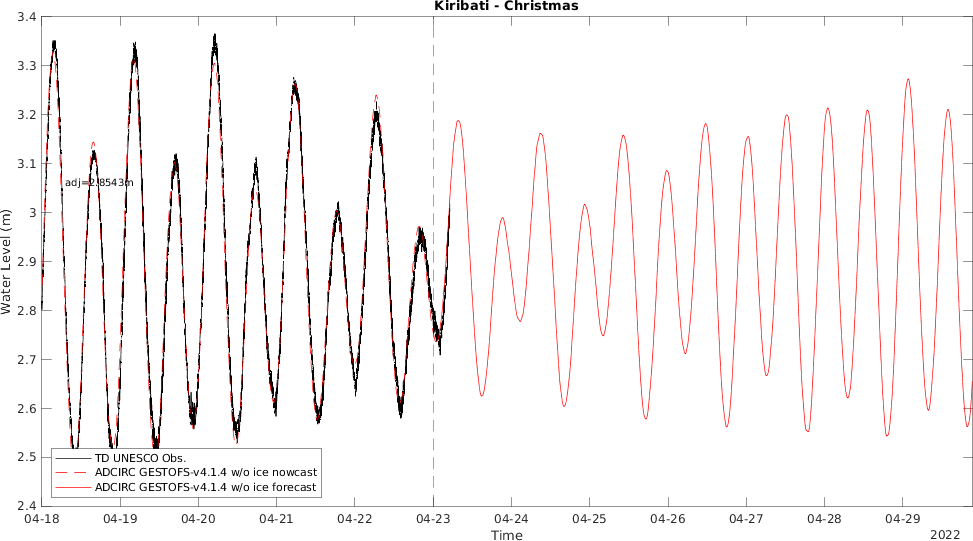 Kiribati - Christmas
3.4
3.3
3.2
3.1
3
2.9
2.8
2.7
2.6
2.5
2.4
Water Level (m)
adj=2.8543m
TD UNESCO Obs.
ADCIRC GESTOFS-v4.1.4 w/o ice nowcast
ADCIRC GESTOFS-v4.1.4 w/o ice forecast
04-18 04-19 04-20 04-21 04-22 04-23 04-24 04-25 04-26 04-27 04-28 04-29
Time
2022